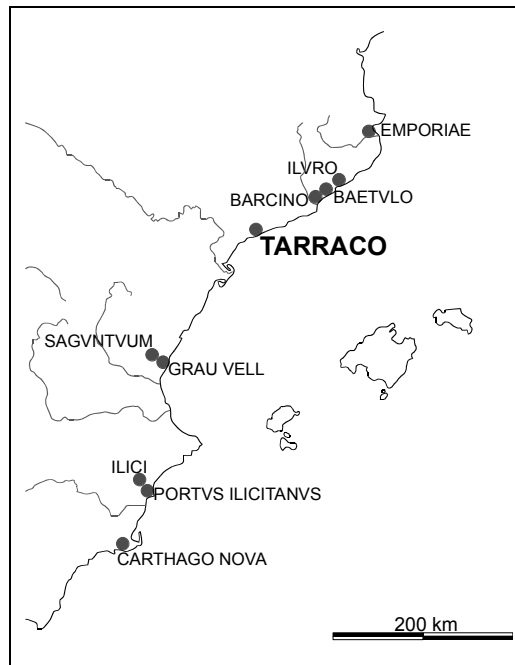 EMPORIAE
ILVRO
BARCINO
BAETVLO
TARRACO
SAGVNTVUM
GRAU VELL
ILICI
PORTVS ILICITANVS
CARTHAGO NOVA
200 km